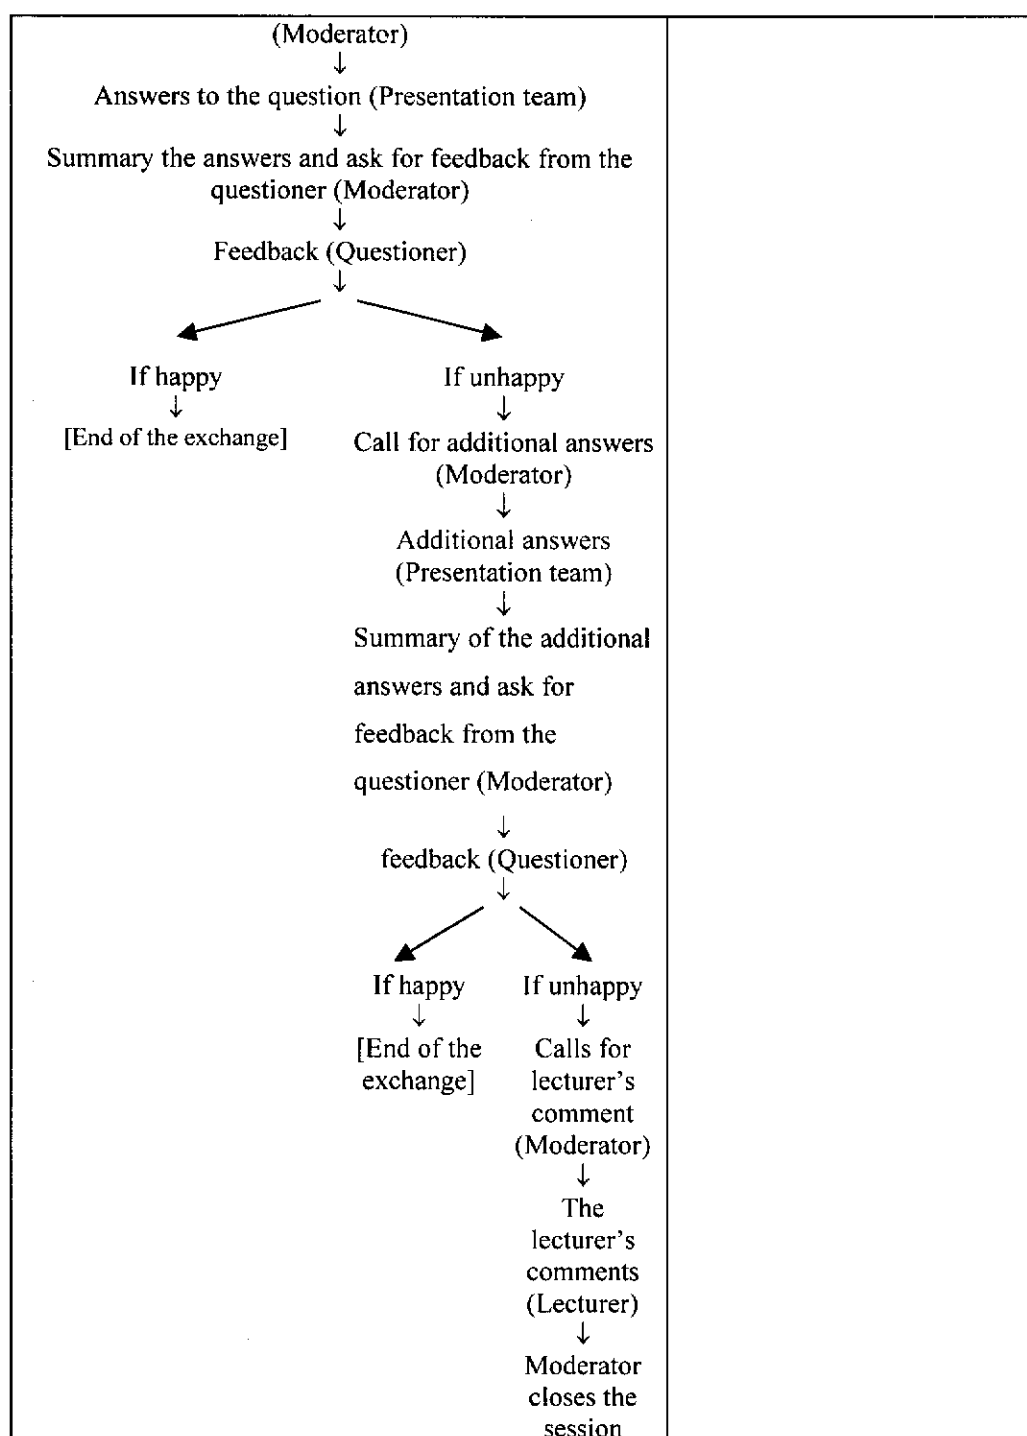 (Moderator)
↓
Answers to the question (Presentation team)
↓
Summary the answers and ask for feedback from the
questioner (Moderator)
↓
Feedback (Questioner)
↓
If happy
↓
[End of the exchange]
If unhappy
↓
Call for additional answers
(Moderator)
↓
Additional answers
(Presentation team)
↓
Summary of the additional
answers and ask for
feedback from the
questioner (Moderator)
↓
feedback (Questioner)
↓
If happy
↓
[End of the
exchange]
If unhappy
↓
Calls for
lecturer's
comment
(Moderator)
↓
The
lecturer's
comments
(Lecturer)
↓
Moderator
closes the
session